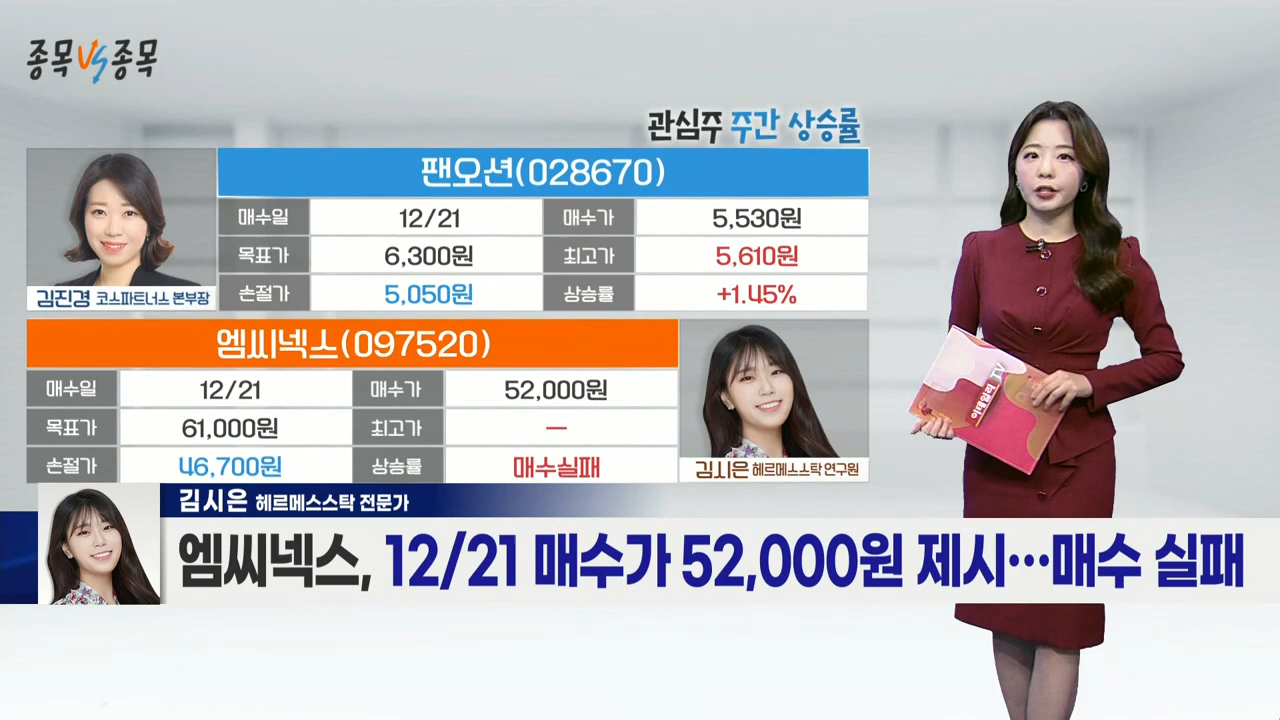 종목 VS 종목
관심주 주간 상승률
팬오션(028670)
매수일 12/21 매수가 5,530원
목표가 6,300원 최고가 5,610원
손절가 5,050원 상승률 +1.45%
김진경 코스파트너스 본부장
엠씨넥스(097520)
매수일 12/21 매수가 52,000원
목표가 61,000원 최고가 —
손절가 46,700원 상승률 매수실패
김시은 헤르메스스탁 연구원
이데일리 TV
김시은 헤르메스스탁 전문가
엠씨넥스, 12/21 매수가 52,000원 제시…매수 실패